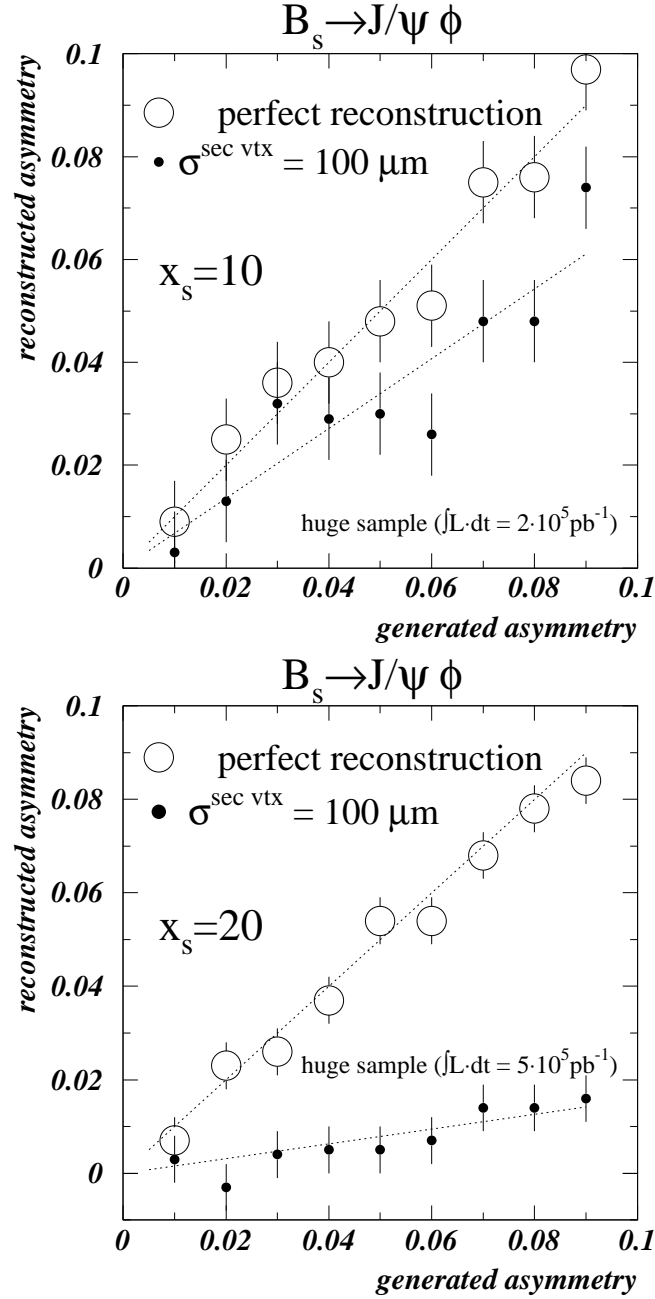 B_s→J/ψ ϕ
reconstructed asymmetry
0.1
0.08
0.06
0.04
0.02
0
perfect reconstruction
σ^{sec vtx} = 100 μm
x_s=10
huge sample (∫L·dt = 2·10^5pb^{-1})
0 0.02 0.04 0.06 0.08 0.1
generated asymmetry
B_s→J/ψ ϕ
reconstructed asymmetry
0.1
0.08
0.06
0.04
0.02
0
perfect reconstruction
σ^{sec vtx} = 100 μm
x_s=20
huge sample (∫L·dt = 5·10^5pb^{-1})
0 0.02 0.04 0.06 0.08 0.1
generated asymmetry